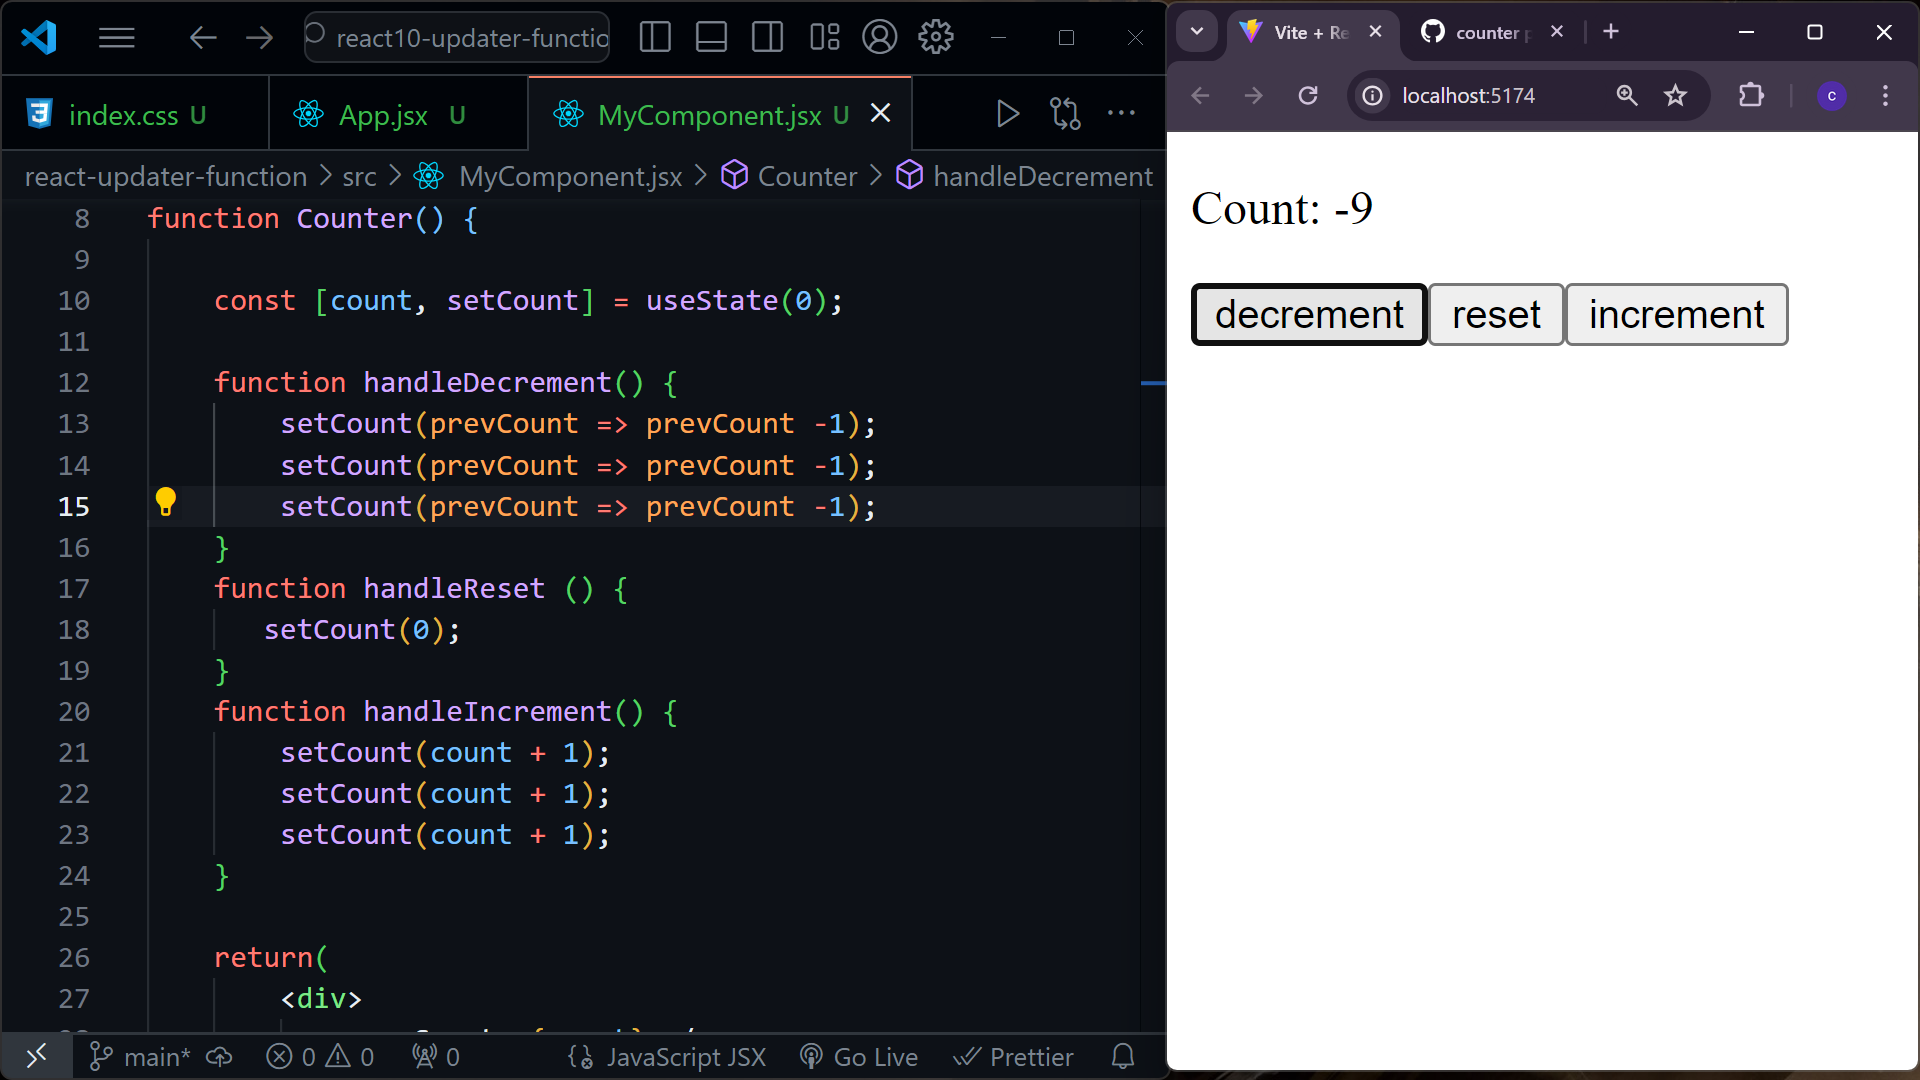 react10-updater-functio
index.css U
App.jsx U
MyComponent.jsx U
react-updater-function > src > MyComponent.jsx > Counter > handleDecrement
8 function Counter() {
9
10 const [count, setCount] = useState(0);
11
12 function handleDecrement() {
13 setCount(prevCount => prevCount -1);
14 setCount(prevCount => prevCount -1);
15 setCount(prevCount => prevCount -1);
16 }
17 function handleReset () {
18 setCount(0);
19 }
20 function handleIncrement() {
21 setCount(count + 1);
22 setCount(count + 1);
23 setCount(count + 1);
24 }
25
26 return(
27 <div>
main* 0 0 0 JavaScript JSX Go Live Prettier
Vite + Re
counter p
localhost:5174
c
Count: -9
decrement reset increment